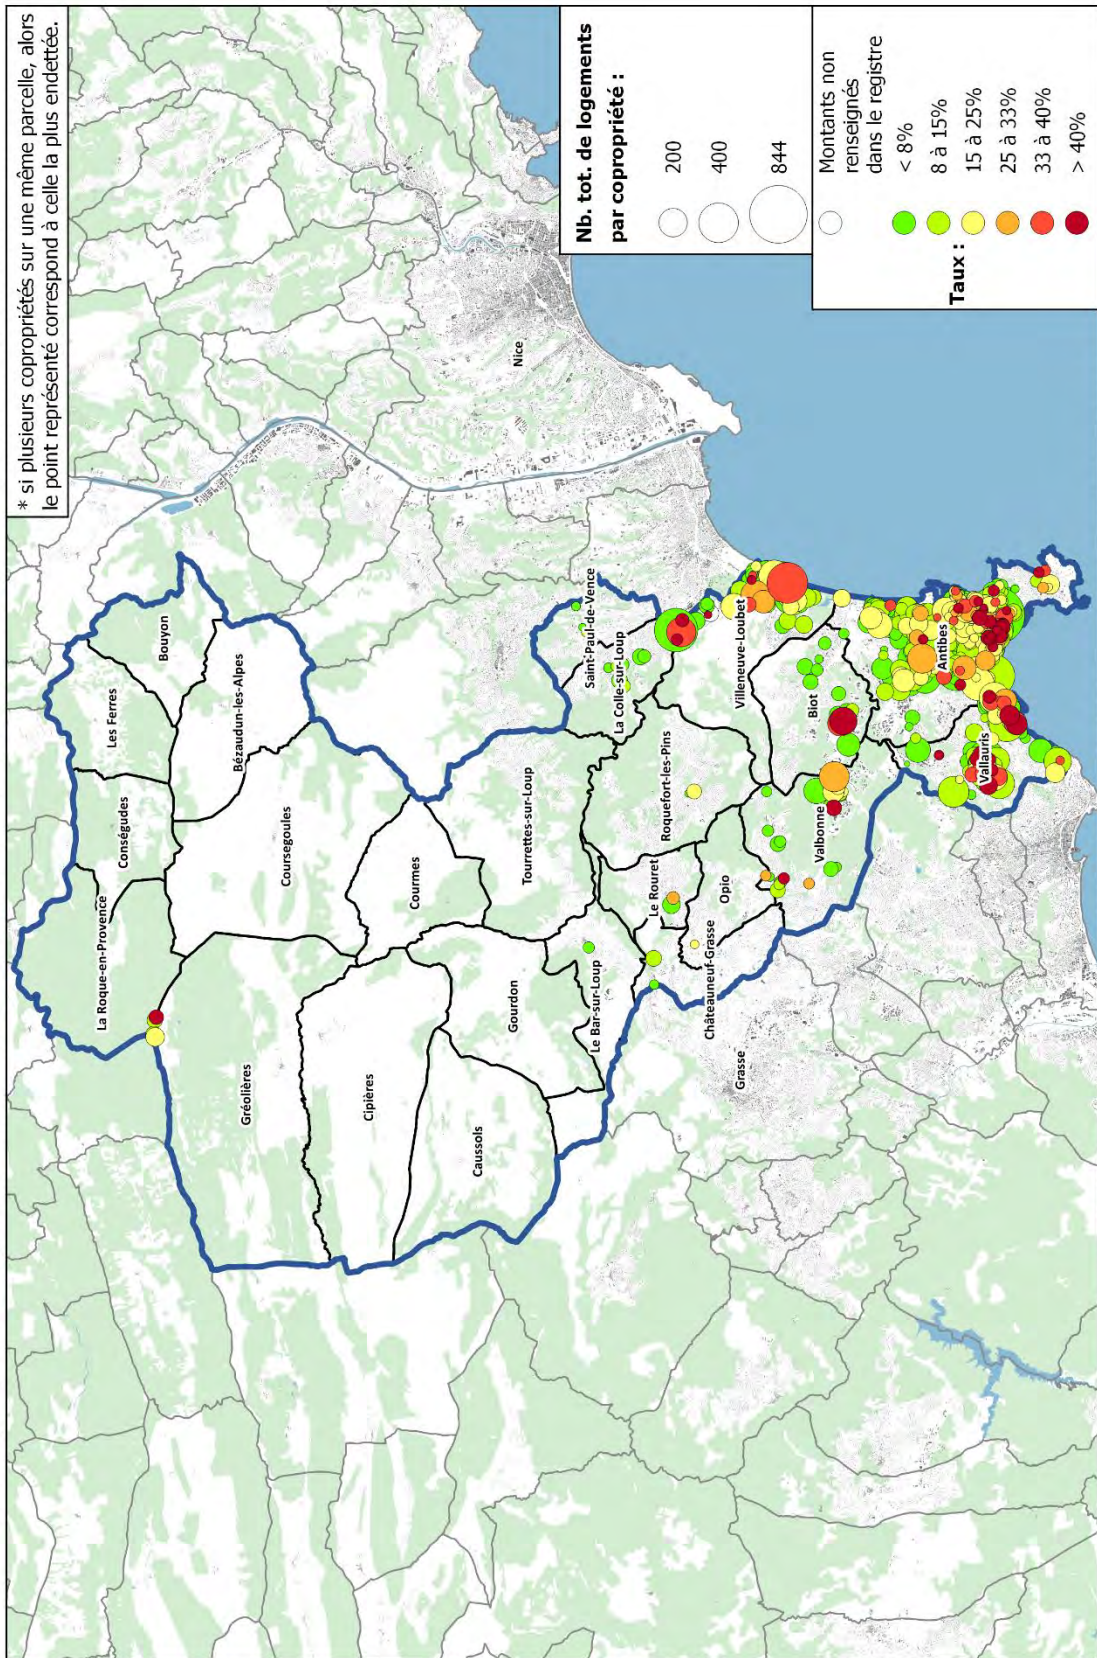 * si plusieurs copropriétés sur une même parcelle, alors
le point représenté correspond à celle la plus endettée.
La Roque-en-Provence
Conségudes
Les Ferres
Bouyon
Bézaudun-les-Alpes
Coursegoules
Gréolières
Cipières
Courmes
Caussols
Gourdon
Tourrettes-sur-Loup
Le Bar-sur-Loup
Saint-Paul-de-Vence
La Colle-sur-Loup
Nice
Le Rouret
Roquefort-les-Pins
Châteauneuf-Grasse
Opio
Grasse
Villeneuve-Loubet
Valbonne
Biot
Antibes
Vallauris
Nb. tot. de logements
par copropriété :
200
400
844
Montants non
renseignés
dans le registre
Taux :
< 8%
8 à 15%
15 à 25%
25 à 33%
33 à 40%
> 40%